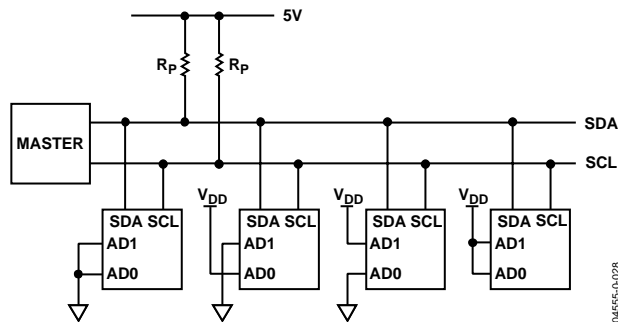 5V
RP RP
MASTER
SDA
SCL
VDD VDD VDD
SDA SCL SDA SCL SDA SCL SDA SCL
AD1 AD1 AD1 AD1
AD0 AD0 AD0 AD0
04555-0-028